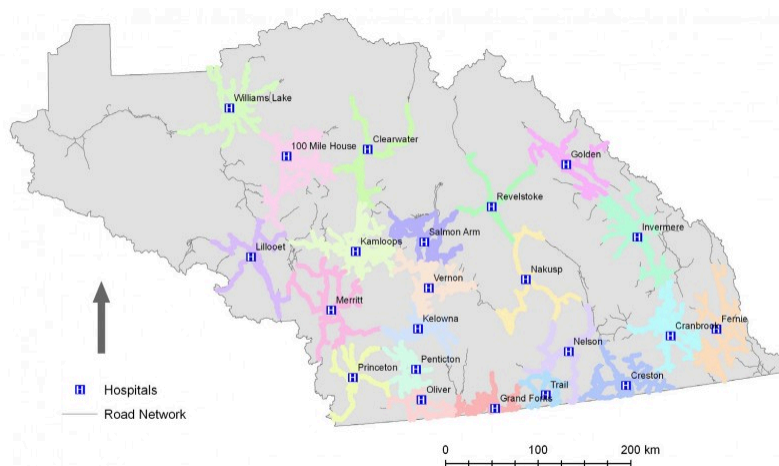 Williams Lake
H
Clearwater
H
100 Mile House
H
Golden
H
Revelstoke
H
Salmon Arm
H
Invermere
H
Kamloops
H
Lillooet
H
Nakusp
H
Vernon
H
Merritt
H
Kelowna
H
Cranbrook
H
Fernie
H
Nelson
H
Penticton
H
Princeton
H
Creston
H
Trail
H
Oliver
H
Grand Forks
H
H Hospitals
Road Network
0 100 200 km